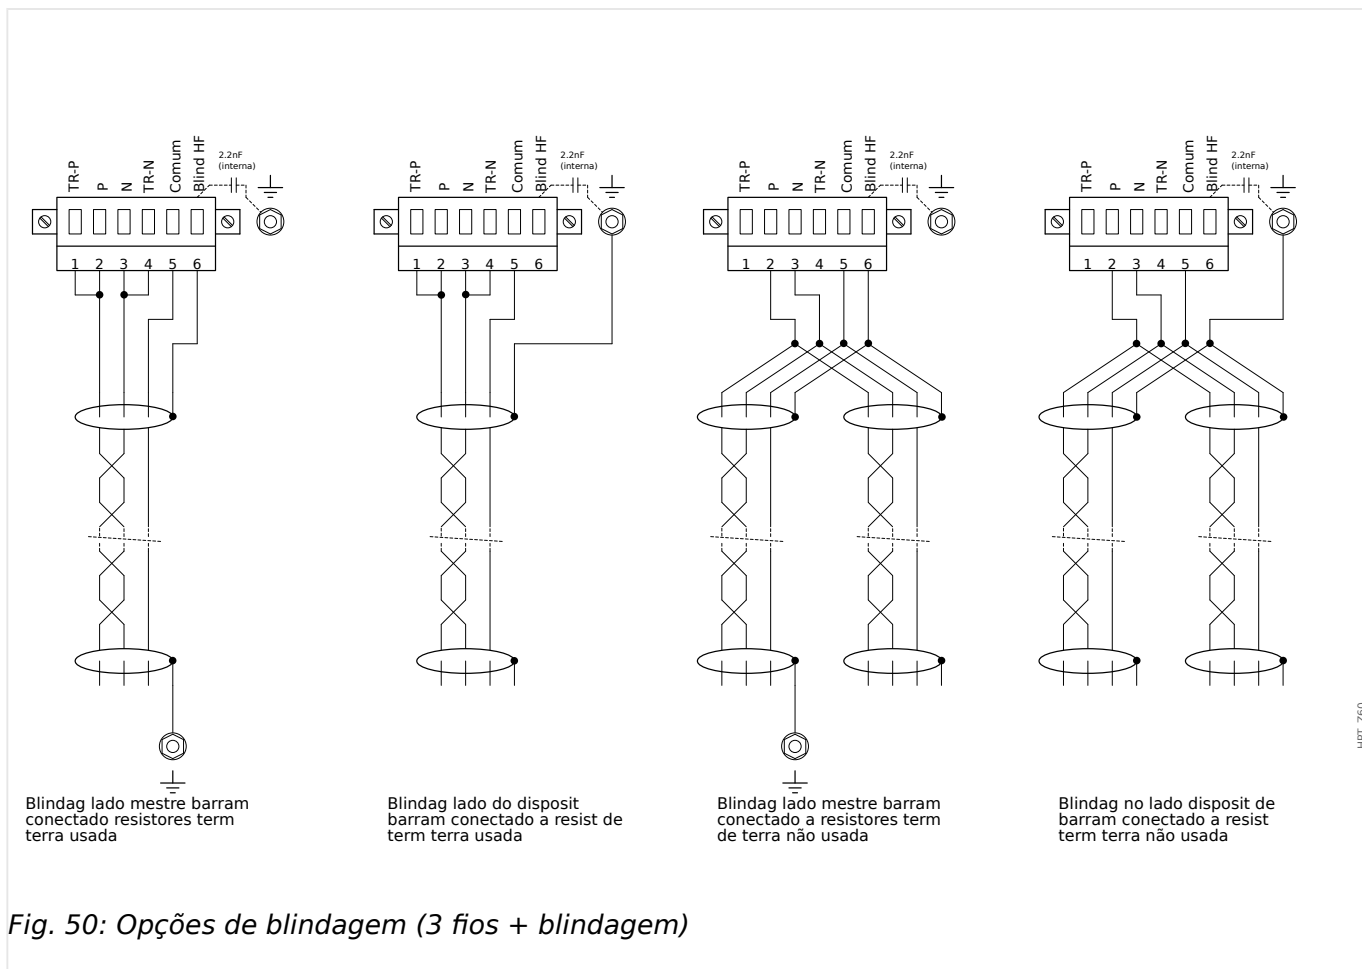 TR-P P N TR-N Comum Blind HF 2.2nF
(interna)
1 2 3 4 5 6
TR-P P N TR-N Comum Blind HF 2.2nF
(interna)
1 2 3 4 5 6
TR-P P N TR-N Comum Blind HF 2.2nF
(interna)
1 2 3 4 5 6
TR-P P N TR-N Comum Blind HF 2.2nF
(interna)
1 2 3 4 5 6
Blindag lado mestre barram
conectado resistores term
terra usada
Blindag lado do disposit
barram conectado a resist de
term terra usada
Blindag lado mestre barram
conectado a resistores term
de terra não usada
Blindag no lado disposit de
barram conectado a resist
term terra não usada
Fig. 50: Opções de blindagem (3 fios + blindagem)